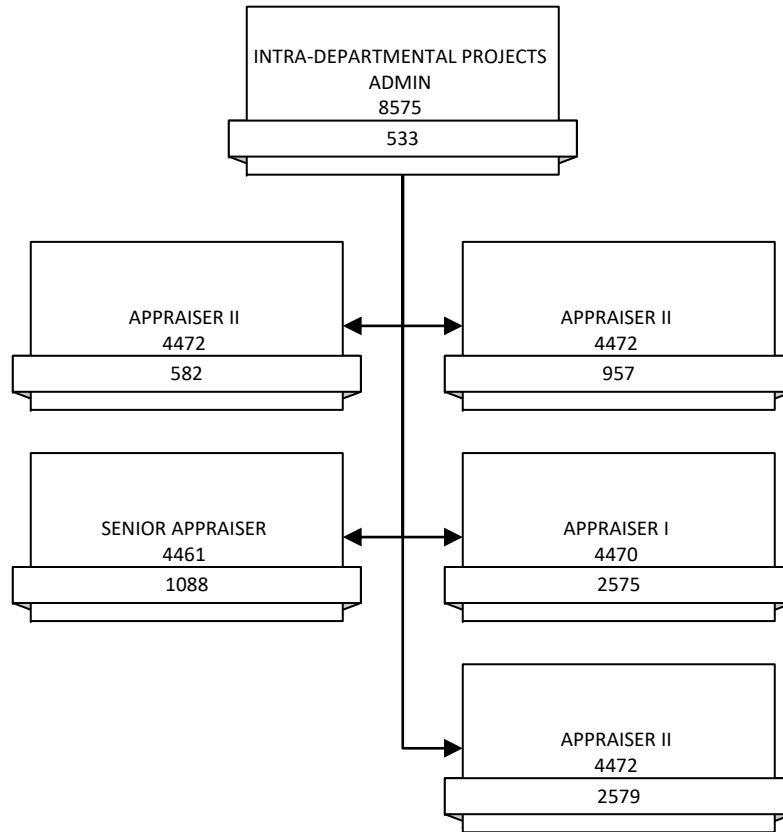 INTRA-DEPARTMENTAL PROJECTS
ADMIN
8575
533
APPRAISER II
4472
582
APPRAISER II
4472
957
SENIOR APPRAISER
4461
1088
APPRAISER I
4470
2575
APPRAISER II
4472
2579